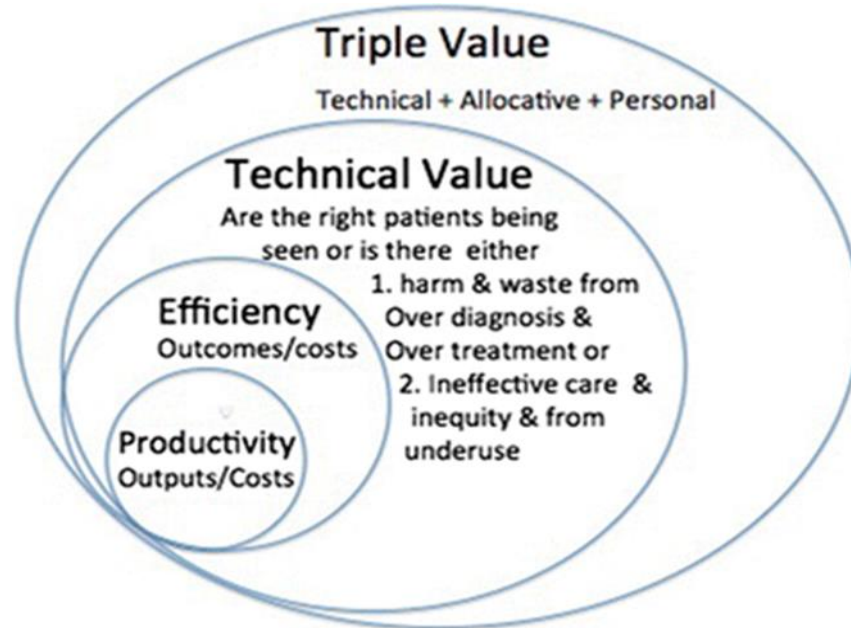 Triple Value
Technical + Allocative + Personal
Technical Value
Are the right patients being
seen or is there either
1. harm & waste from
Over diagnosis &
Over treatment or
2. Ineffective care &
inequity & from
underuse
Efficiency
Outcomes/costs
Productivity
Outputs/Costs